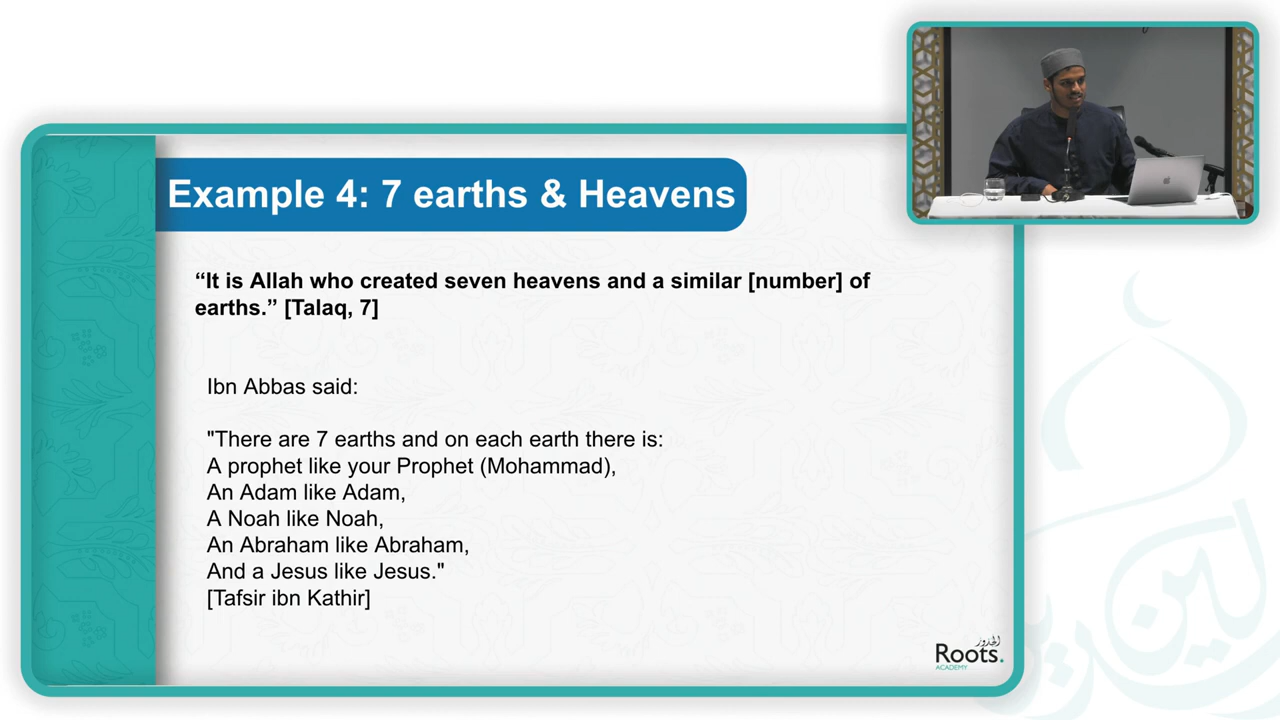 Example 4: 7 earths & Heavens
“It is Allah who created seven heavens and a similar [number] of
earths.” [Talaq, 7]
Ibn Abbas said:
"There are 7 earths and on each earth there is:
A prophet like your Prophet (Mohammad),
An Adam like Adam,
A Noah like Noah,
An Abraham like Abraham,
And a Jesus like Jesus."
[Tafsir ibn Kathir]
الجذور
Roots.
ACADEMY